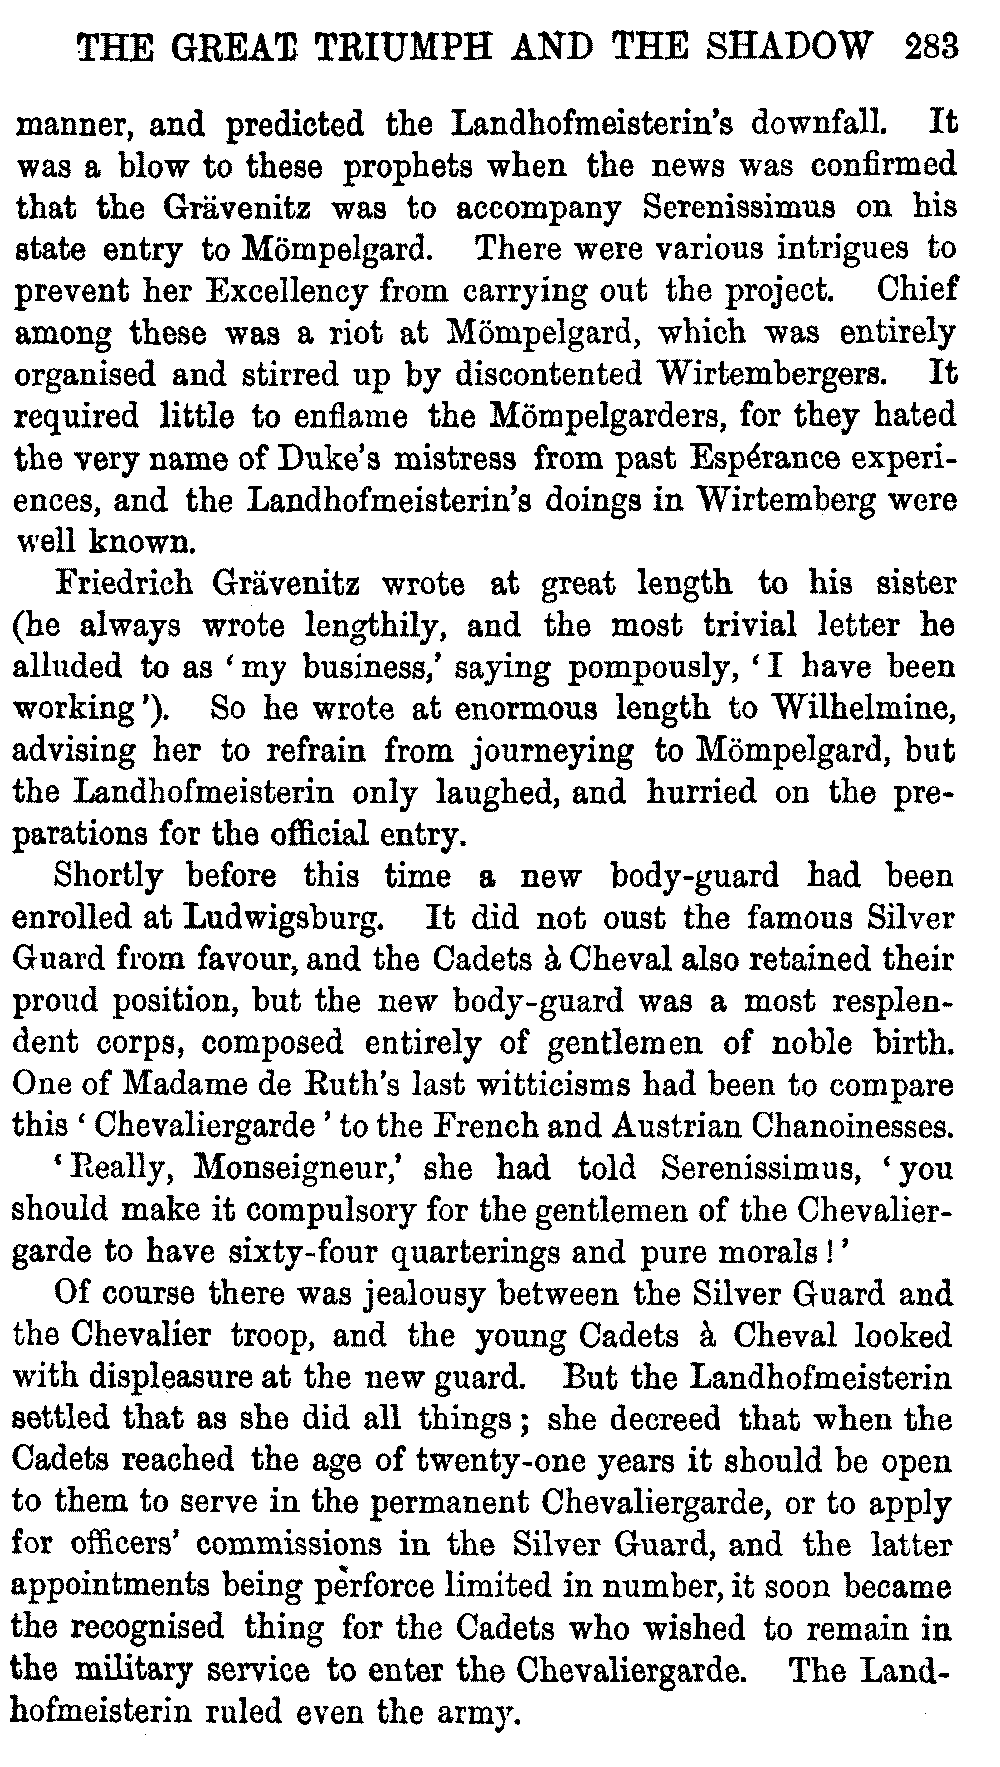 THE GREAT TRIUMPH AND THE SHADOW 283
manner, and predicted the Landhofmeisterin's downfall. It
was a blow to these prophets when the news was confirmed
that the Grävenitz was to accompany Serenissimus on his
state entry to Mömpelgard. There were various intrigues to
prevent her Excellency from carrying out the project. Chief
among these was a riot at Mömpelgard, which was entirely
organised and stirred up by discontented Wirtembergers. It
required little to enflame the Mömpelgarders, for they hated
the very name of Duke's mistress from past Espérance experi-
ences, and the Landhofmeisterin's doings in Wirtemberg were
well known.
Friedrich Grävenitz wrote at great length to his sister
(he always wrote lengthily, and the most trivial letter he
alluded to as 'my business,' saying pompously, 'I have been
working'). So he wrote at enormous length to Wilhelmine,
advising her to refrain from journeying to Mömpelgard, but
the Landhofmeisterin only laughed, and hurried on the pre-
parations for the official entry.
Shortly before this time a new body-guard had been
enrolled at Ludwigsburg. It did not oust the famous Silver
Guard from favour, and the Cadets à Cheval also retained their
proud position, but the new body-guard was a most resplen-
dent corps, composed entirely of gentlemen of noble birth.
One of Madame de Ruth's last witticisms had been to compare
this 'Chevaliergarde' to the French and Austrian Chanoinesses.
'Really, Monseigneur,' she had told Serenissimus, 'you
should make it compulsory for the gentlemen of the Chevalier-
garde to have sixty-four quarterings and pure morals!'
Of course there was jealousy between the Silver Guard and
the Chevalier troop, and the young Cadets à Cheval looked
with displeasure at the new guard. But the Landhofmeisterin
settled that as she did all things; she decreed that when the
Cadets reached the age of twenty-one years it should be open
to them to serve in the permanent Chevaliergarde, or to apply
for officers' commissions in the Silver Guard, and the latter
appointments being perforce limited in number, it soon became
the recognised thing for the Cadets who wished to remain in
the military service to enter the Chevaliergarde. The Land-
hofmeisterin ruled even the army.